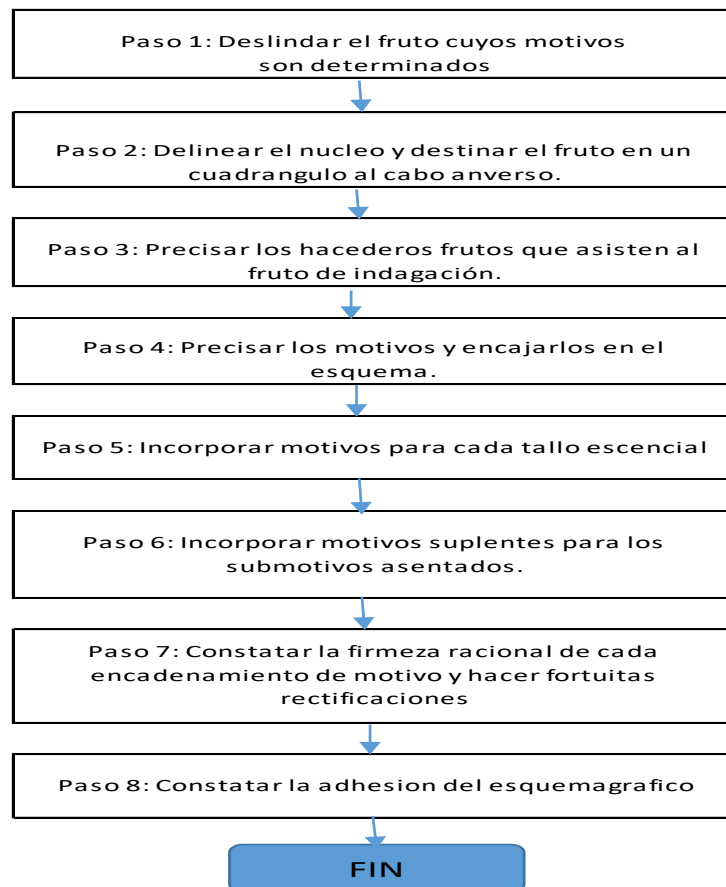 Paso 1: Deslindar el fruto cuyos motivos
son determinados
Paso 2: Delinear el nucleo y destinar el fruto en un
cuadrangulo al cabo anverso.
Paso 3: Precisar los hacederos frutos que asisten al
fruto de indagación.
Paso 4: Precisar los motivos y encajarlos en el
esquema.
Paso 5: Incorporar motivos para cada tallo escencial
Paso 6: Incorporar motivos suplentes para los
submotivos asentados.
Paso 7: Constatar la firmeza racional de cada
encadenamiento de motivo y hacer fortuitas
rectificaciones
Paso 8: Constatar la adhesion del esquemagrafico
FIN